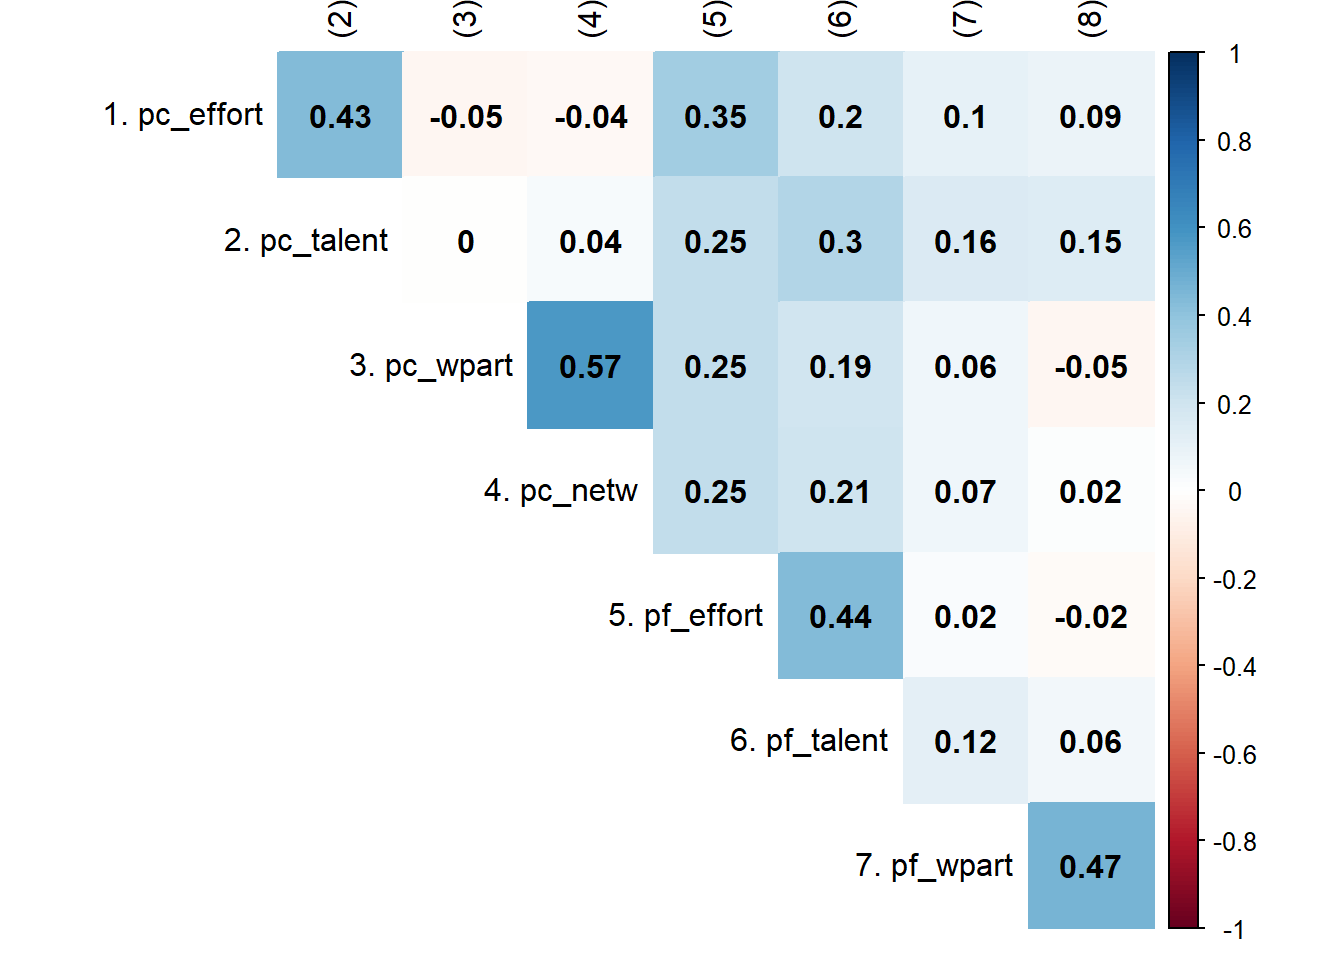 (2) (3) (4) (5) (6) (7) (8)
1
1. pc_effort 0.43 -0.05 -0.04 0.35 0.2 0.1 0.09
0.8
2. pc_talent 0 0.04 0.25 0.3 0.16 0.15
0.6
0.4
3. pc_wpart 0.57 0.25 0.19 0.06 -0.05
0.2
4. pc_netw 0.25 0.21 0.07 0.02
0
-0.2
5. pf_effort 0.44 0.02 -0.02
-0.4
6. pf_talent 0.12 0.06
-0.6
-0.8
7. pf_wpart 0.47
-1